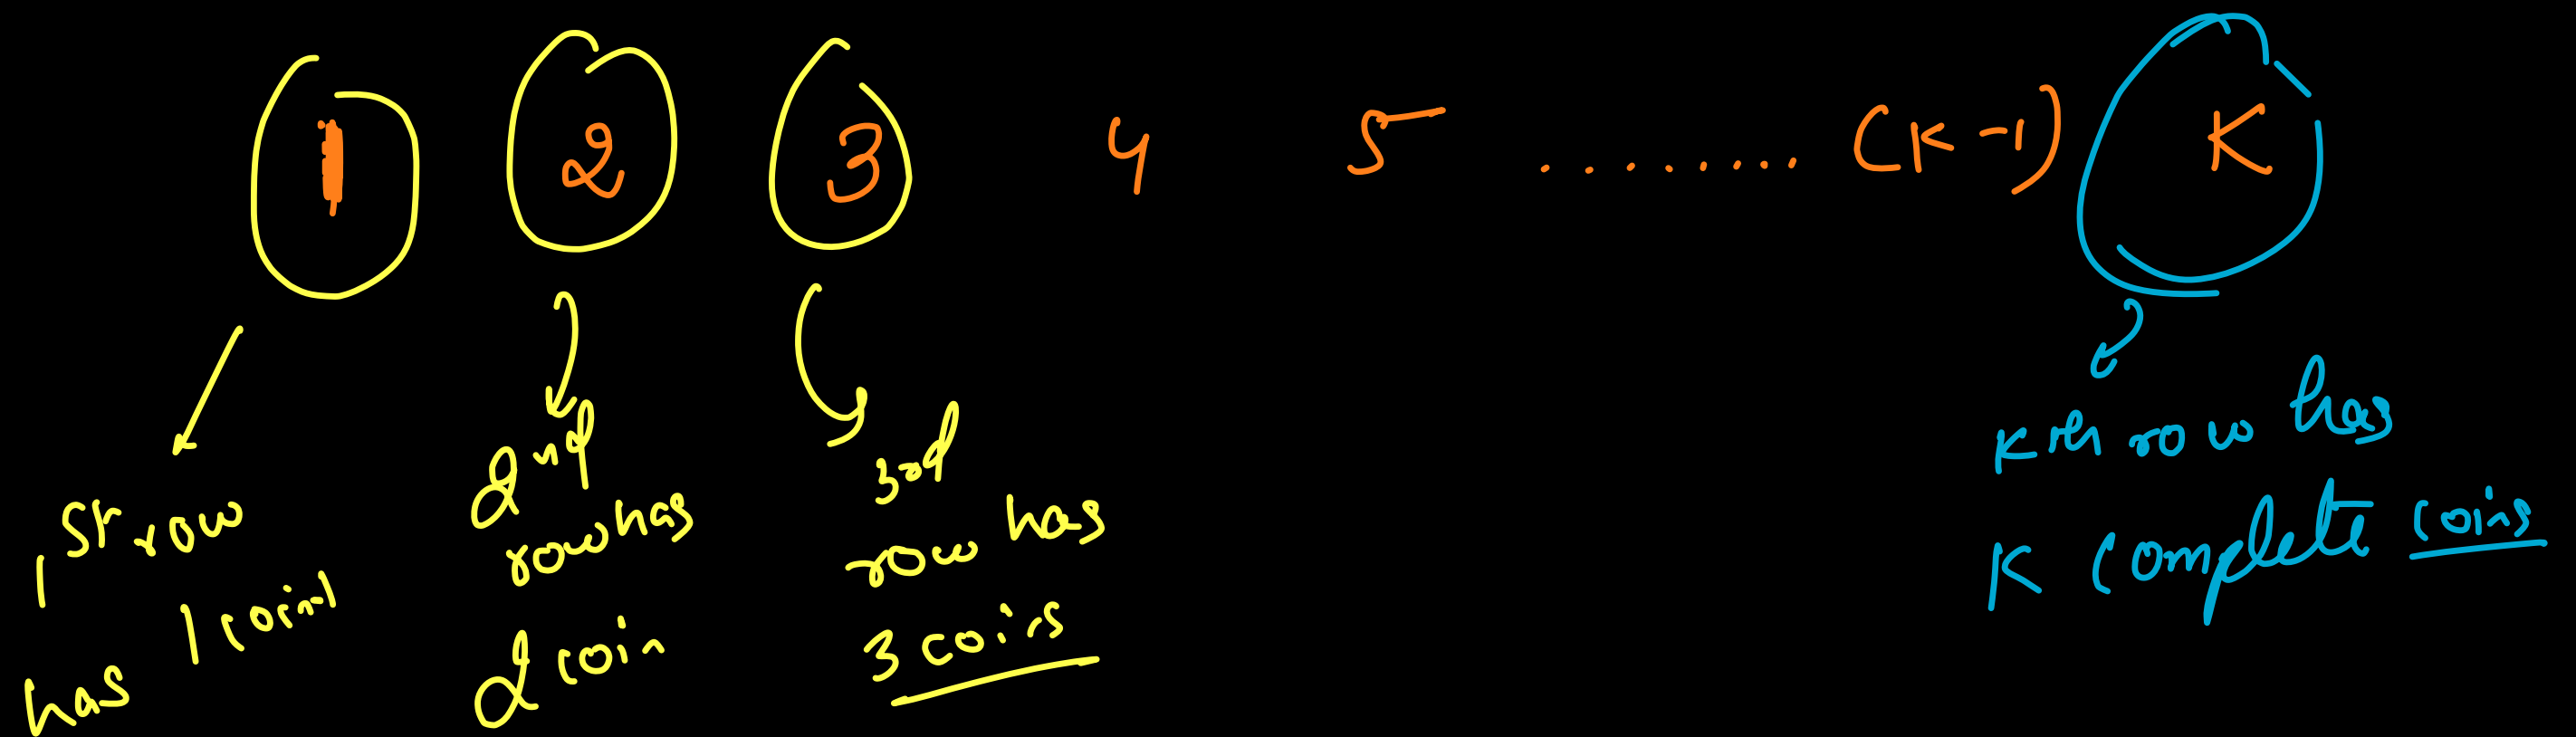 1 2 3 4 5 ......... (K-1) K
1st row
has 1 coin
2nd
row has
2 coin
3rd
row has
3 coins
Kth row has
K complete coins